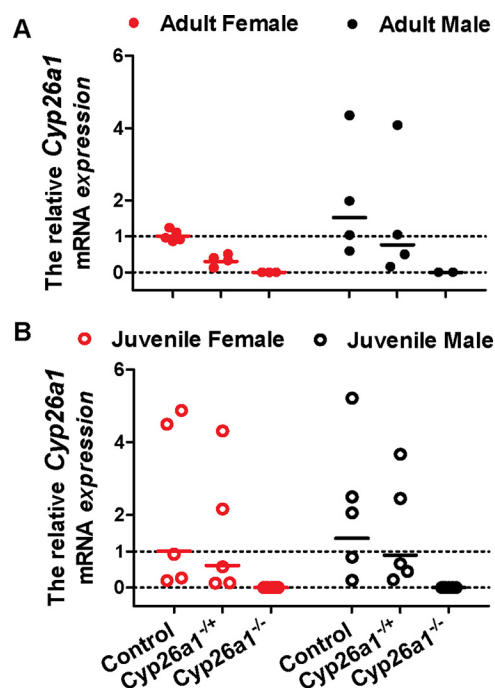 A
Adult Female Adult Male
The relative Cyp26a1
mRNA expression
6
4
2
1
0
B
Juvenile Female Juvenile Male
The relative Cyp26a1
mRNA expression
6
4
2
1
0
Control Cyp26a1-/+ Cyp26a1-/- Control Cyp26a1-/+ Cyp26a1-/-